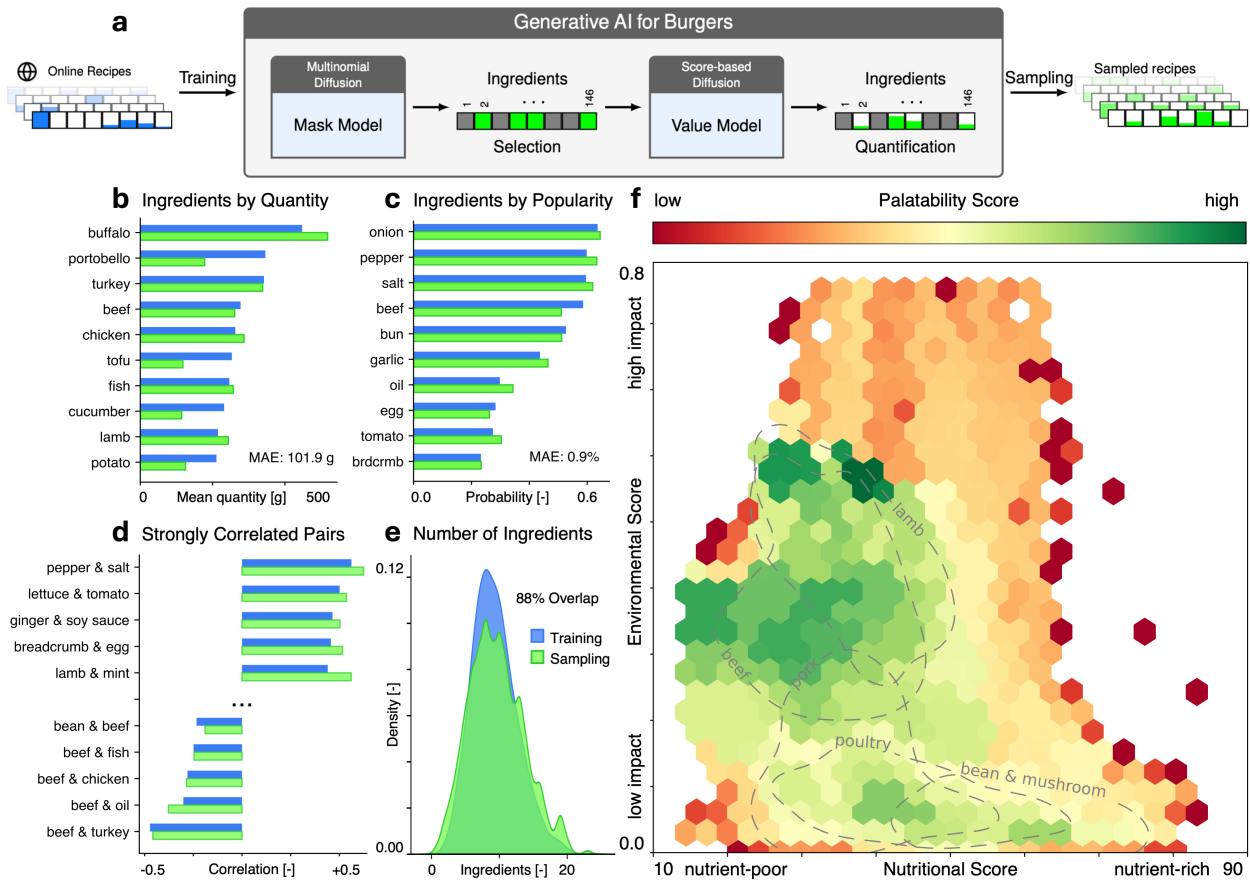 a
Generative AI for Burgers
Online Recipes
Training
Multinomial
Diffusion
Mask Model
Ingredients
1 2 · · · 146
Selection
Score-based
Diffusion
Value Model
Ingredients
1 2 · · · 146
Quantification
Sampling
Sampled recipes
b Ingredients by Quantity
buffalo
portobello
turkey
beef
chicken
tofu
fish
cucumber
lamb
potato
MAE: 101.9 g
0 Mean quantity [g] 500
c Ingredients by Popularity
onion
pepper
salt
beef
bun
garlic
oil
egg
tomato
brdcrmb
MAE: 0.9%
0.0 Probability [-] 0.6
d Strongly Correlated Pairs
pepper & salt
lettuce & tomato
ginger & soy sauce
breadcrumb & egg
lamb & mint
...
bean & beef
beef & fish
beef & chicken
beef & oil
beef & turkey
-0.5 Correlation [-] +0.5
e Number of Ingredients
0.12
88% Overlap
Training
Sampling
Density [-]
0.00
0 Ingredients [-] 20
f low Palatability Score high
0.8
high impact
Environmental Score
low impact
0.0
lamb
beef
pork
poultry
bean & mushroom
10 nutrient-poor Nutritional Score nutrient-rich 90